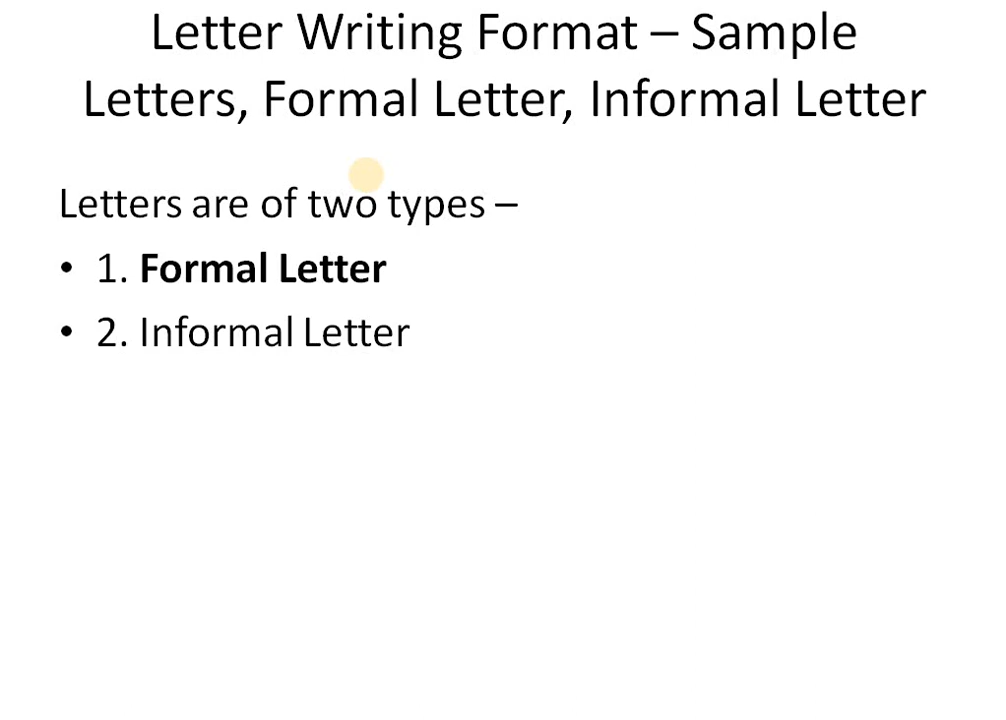 Letter Writing Format – Sample
Letters, Formal Letter, Informal Letter
Letters are of two types –
• 1. Formal Letter
• 2. Informal Letter